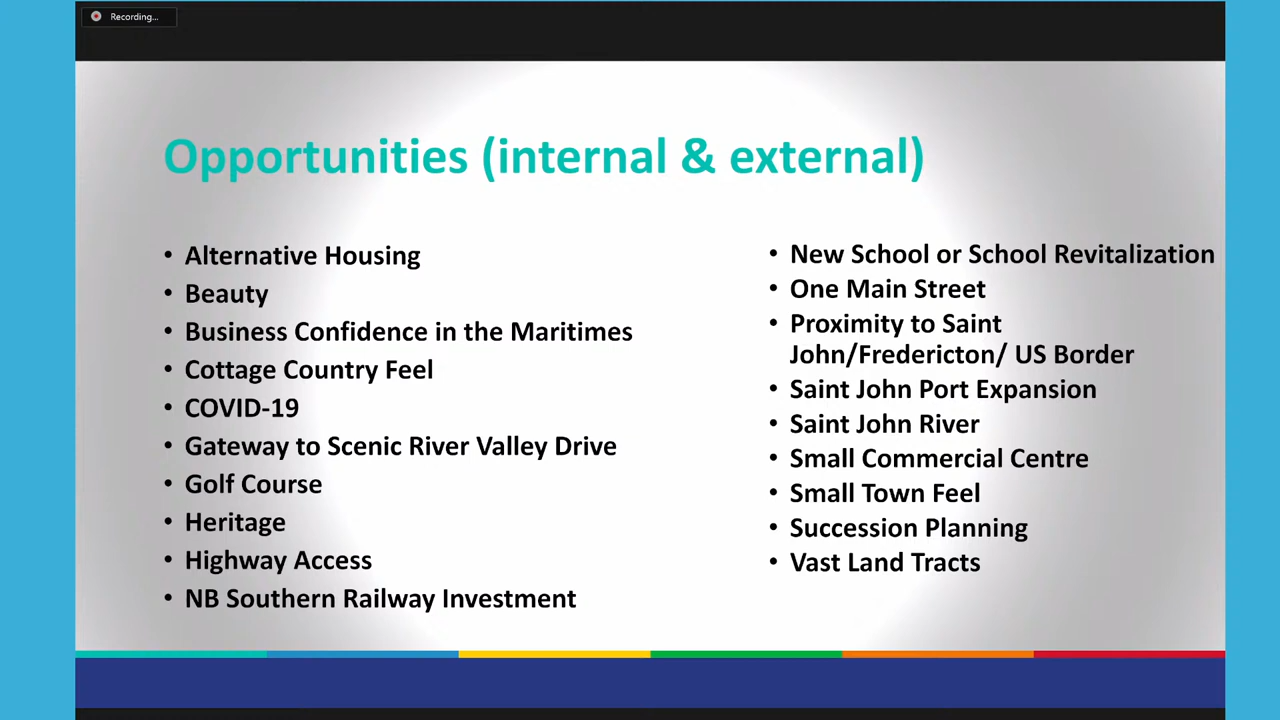 Recording...
Opportunities (internal & external)
• Alternative Housing
• Beauty
• Business Confidence in the Maritimes
• Cottage Country Feel
• COVID-19
• Gateway to Scenic River Valley Drive
• Golf Course
• Heritage
• Highway Access
• NB Southern Railway Investment
• New School or School Revitalization
• One Main Street
• Proximity to Saint
John/Fredericton/ US Border
• Saint John Port Expansion
• Saint John River
• Small Commercial Centre
• Small Town Feel
• Succession Planning
• Vast Land Tracts